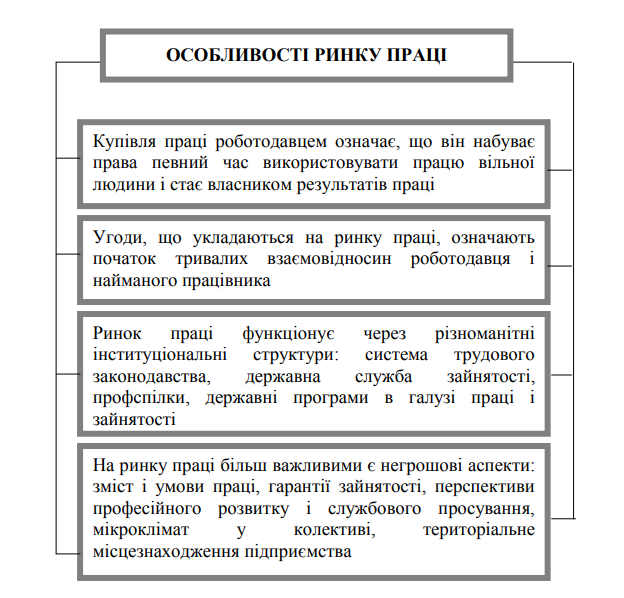 ОСОБЛИВОСТІ РИНКУ ПРАЦІ
Купівля праці роботодавцем означає, що він набуває
права певний час використовувати працю вільної
людини і стає власником результатів праці
Угоди, що укладаються на ринку праці, означають
початок тривалих взаємовідносин роботодавця і
найманого працівника
Ринок праці функціонує через різноманітні
інституціональні структури: система трудового
законодавства, державна служба зайнятості,
профспілки, державні програми в галузі праці і
зайнятості
На ринку праці більш важливими є негрошові аспекти:
зміст і умови праці, гарантії зайнятості, перспективи
професійного розвитку і службового просування,
мікроклімат у колективі, територіальне
місцезнаходження підприємства